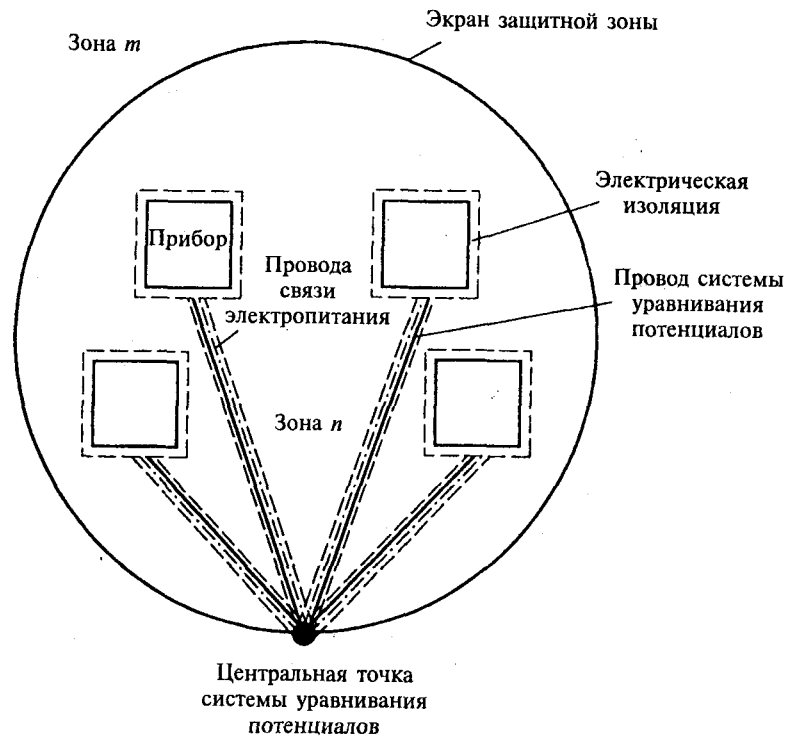 Экран защитной зоны
Зона m
Электрическая
изоляция
Прибор
Провода
связи
электропитания
Провод системы
уравнивания
потенциалов
Зона n
Центральная точка
системы уравнивания
потенциалов